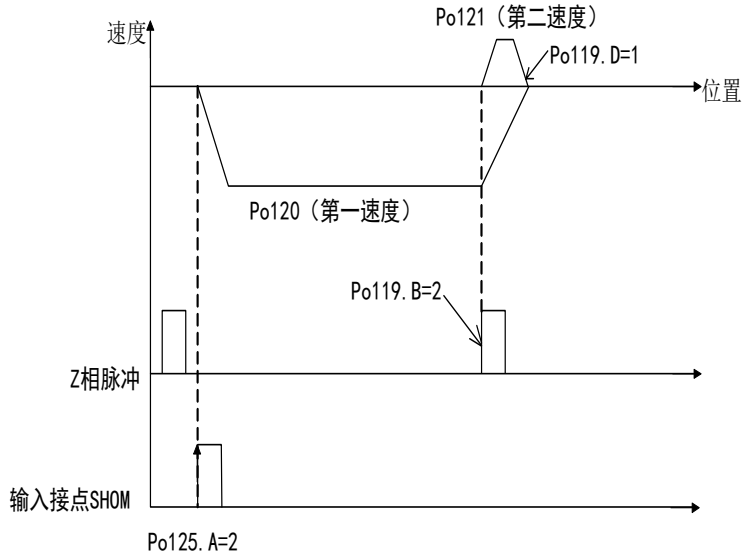 Po121（第二速度）
速度
Po119.D=1
位置
Po120（第一速度）
Po119.B=2
Z相脉冲
输入接点SHOM
Po125.A=2